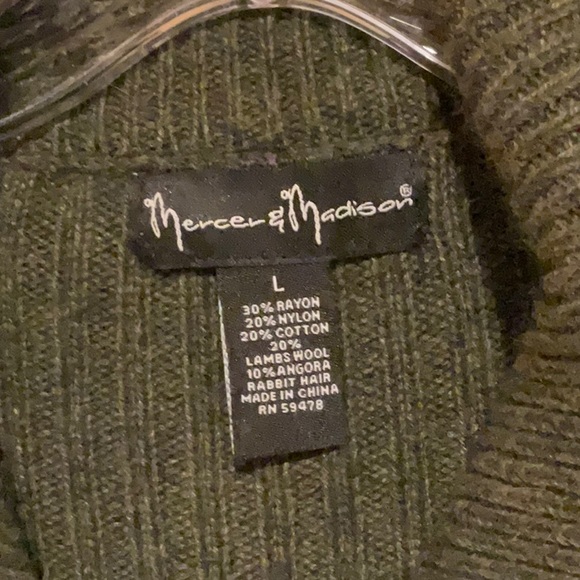 Mercer & Madison®
L
30% RAYON
20% NYLON
20% COTTON
20%
LAMBS WOOL
10% ANGORA
RABBIT HAIR
MADE IN CHINA
RN 59478